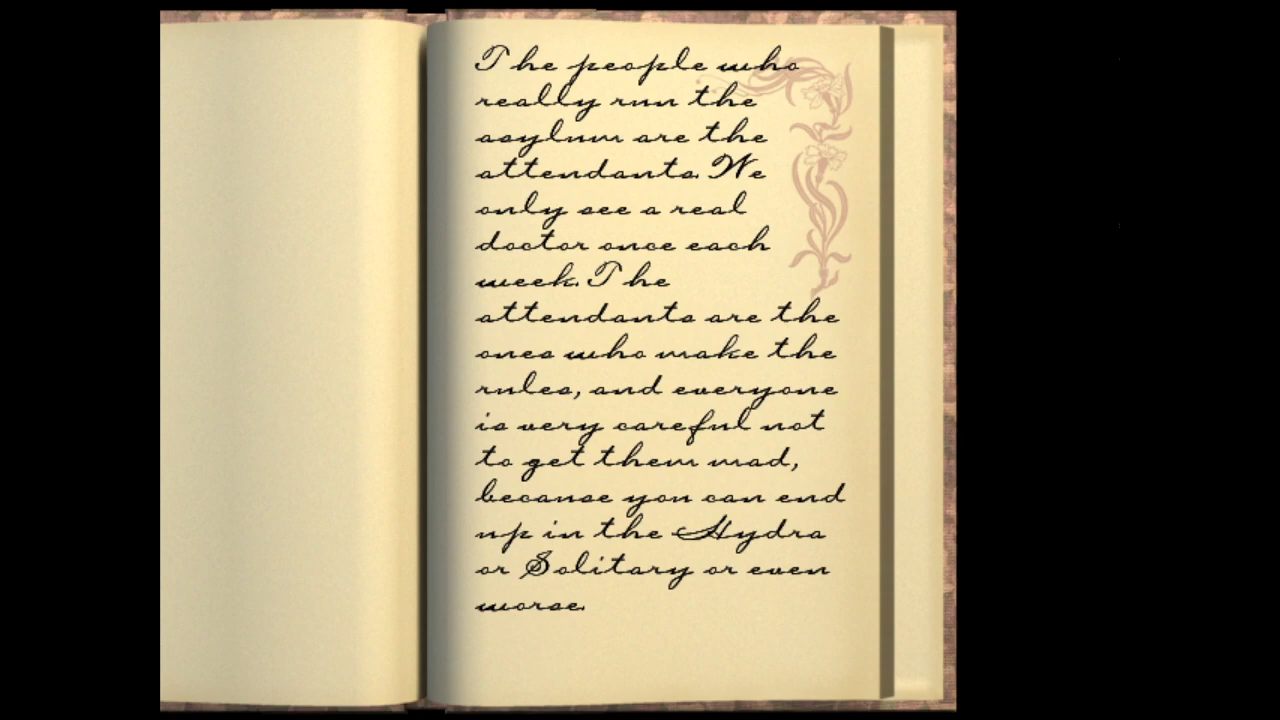 The people who
really run the
asylum are the
attendants. We
only see a real
doctor once each
week. The
attendants are the
ones who make the
rules, and everyone
is very careful not
to get them mad,
because you can end
up in the Hydra
or Solitary or even
worse.